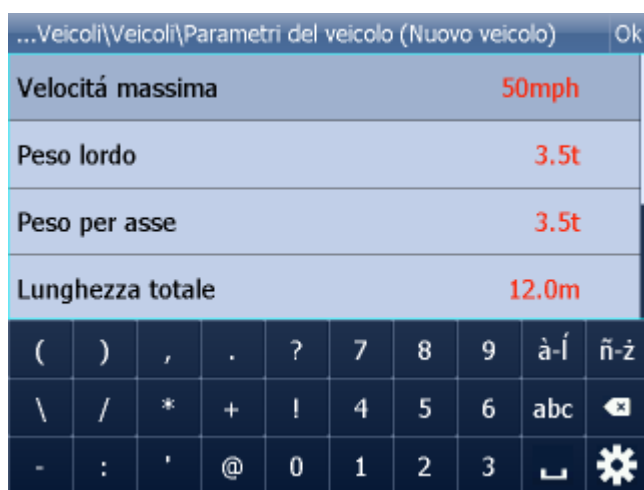 ...Veicoli\Veicoli\Parametri del veicolo (Nuovo veicolo) Ok
Velocitá massima 50mph
Peso lordo 3.5t
Peso per asse 3.5t
Lunghezza totale 12.0m
( ) , . ? 7 8 9 à-Í ñ-ż
\ / * + ! 4 5 6 abc
- : ' @ 0 1 2 3